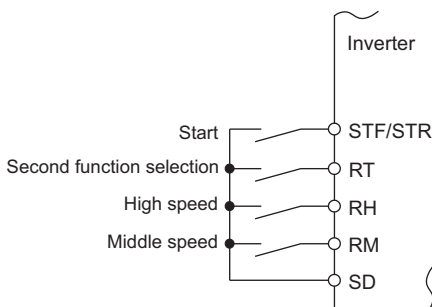 Inverter
Start STF/STR
Second function selection RT
High speed RH
Middle speed RM
SD